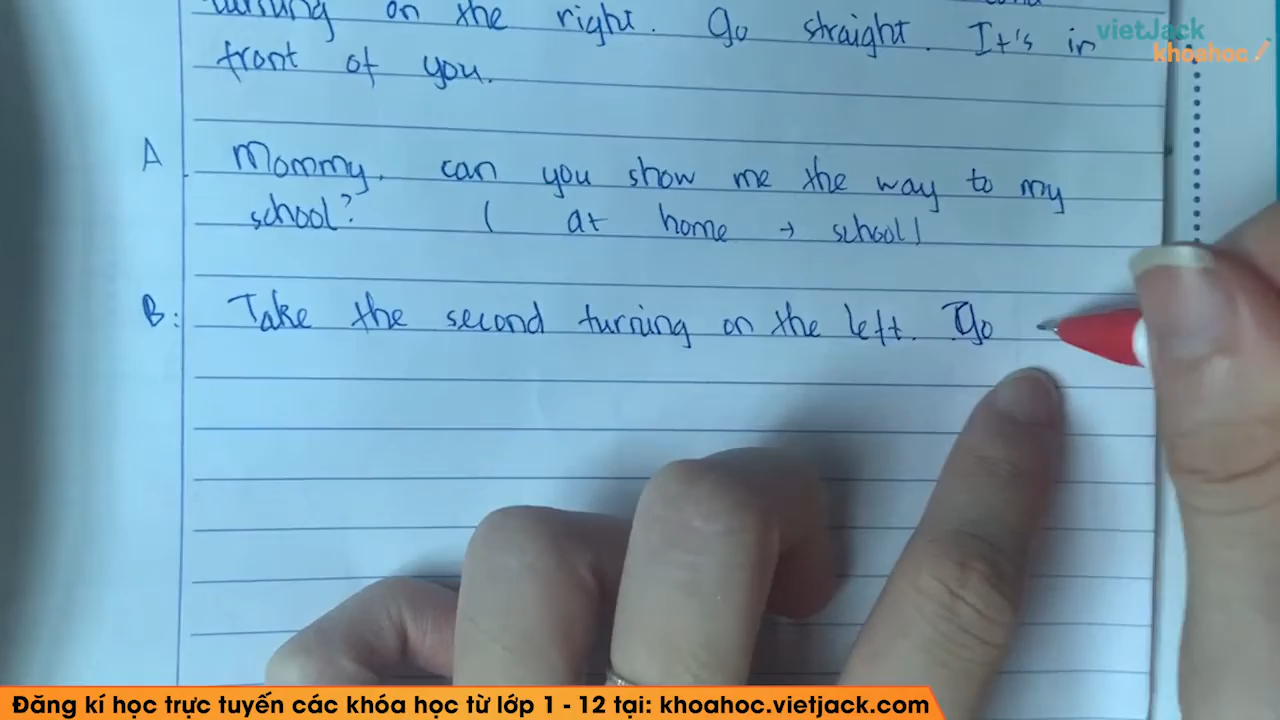 turning on the right. Go straight. It's in
front of you.
A Mommy, can you show me the way to my
school? ( at home → school)
B: Take the second turning on the left. Go
vietJack
khoahoc
Đăng kí học trực tuyến các khóa học từ lớp 1 - 12 tại: khoahoc.vietjack.com